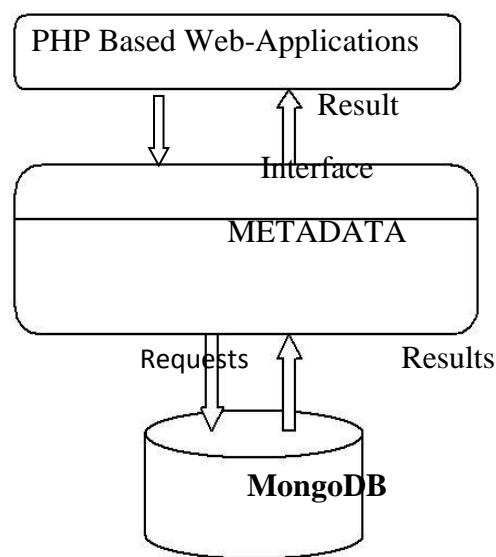 PHP Based Web-Applications
Result
Interface
METADATA
Requests
Results
MongoDB